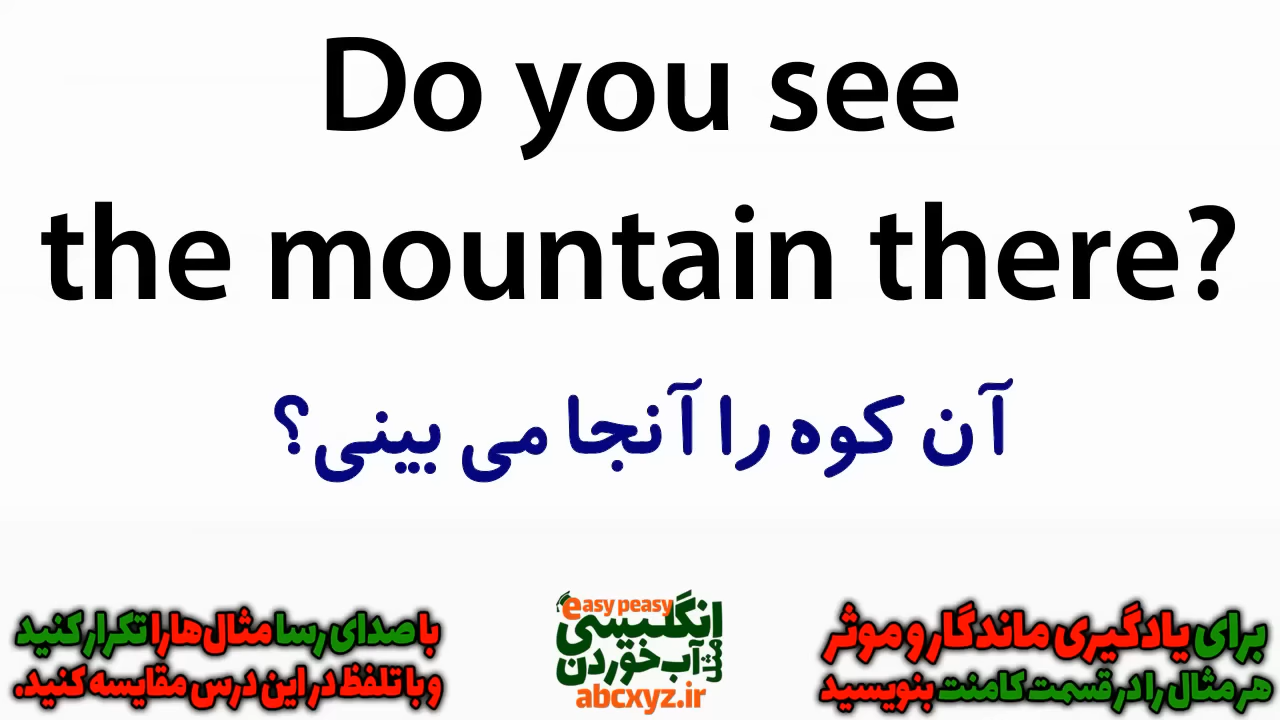 Do you see
the mountain there?
آن کوه را آنجا می بینی؟
برای یادگیری ماندگار و موثر
هر مثال را در قسمت کامنت بنویسید
easy peasy
انگلیسی
مثل آب خوردن
abcxyz.ir
با صدای رسا مثال‌ها را تکرار کنید
و با تلفظ در این درس مقایسه کنید.